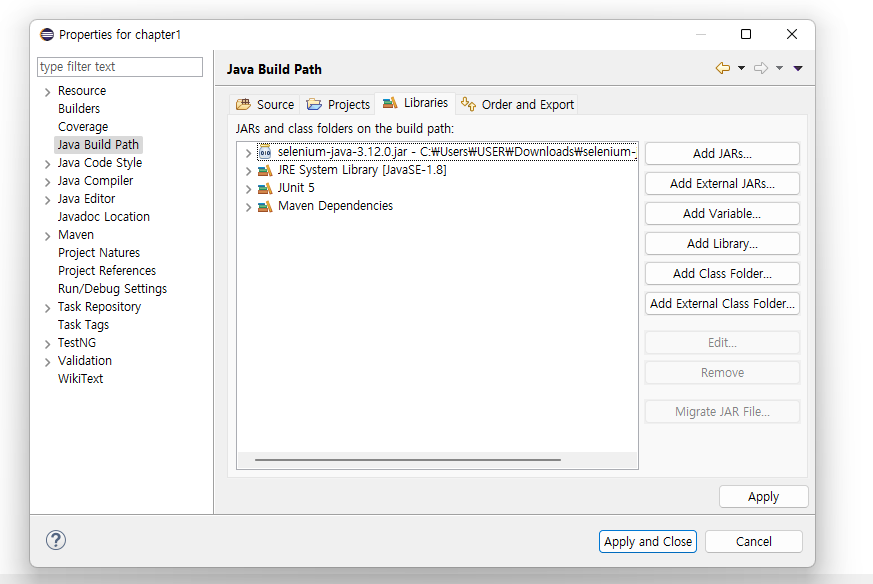 Properties for chapter1
type filter text
Resource
Builders
Coverage
Java Build Path
Java Code Style
Java Compiler
Java Editor
Javadoc Location
Maven
Project Natures
Project References
Run/Debug Settings
Task Repository
Task Tags
TestNG
Validation
WikiText
Java Build Path
Source
Projects
Libraries
Order and Export
JARs and class folders on the build path:
selenium-java-3.12.0.jar - C:₩Users₩USER₩Downloads₩selenium-
JRE System Library [JavaSE-1.8]
JUnit 5
Maven Dependencies
Add JARs...
Add External JARs...
Add Variable...
Add Library...
Add Class Folder...
Add External Class Folder...
Edit...
Remove
Migrate JAR File...
Apply
?
Apply and Close
Cancel